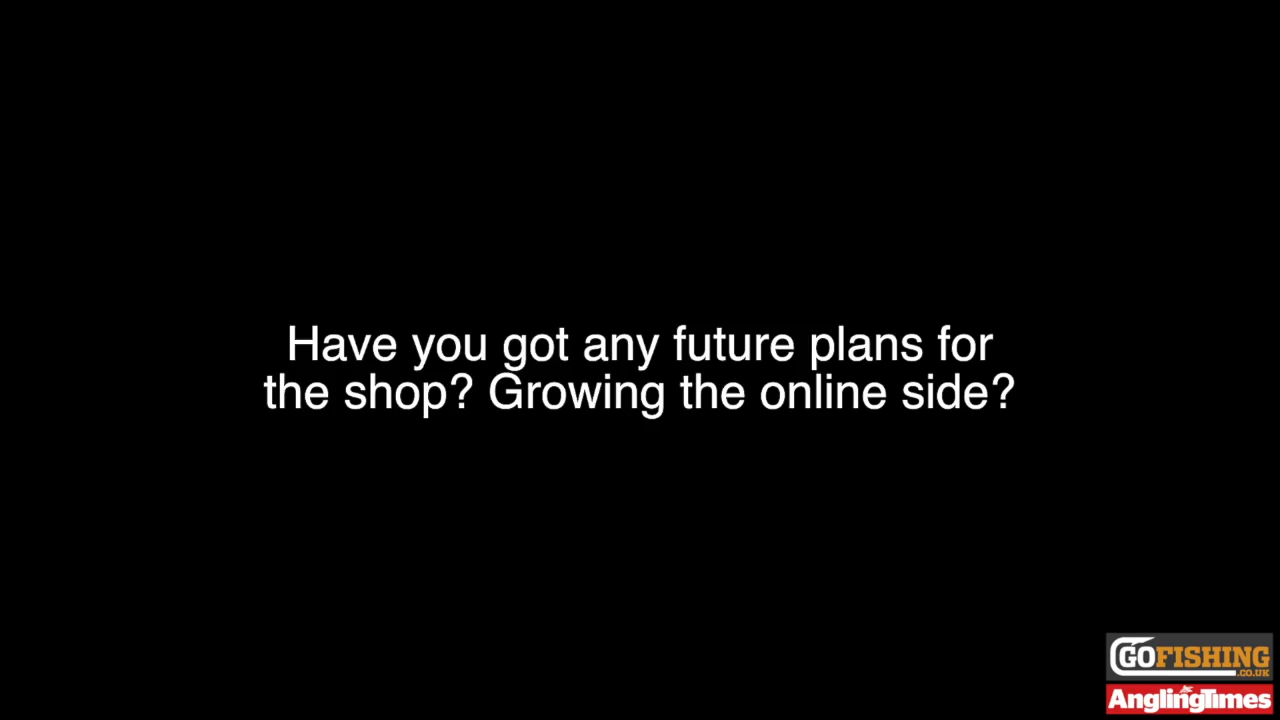 Have you got any future plans for
the shop? Growing the online side?
GOFISHING
.CO.UK
AnglingTimes